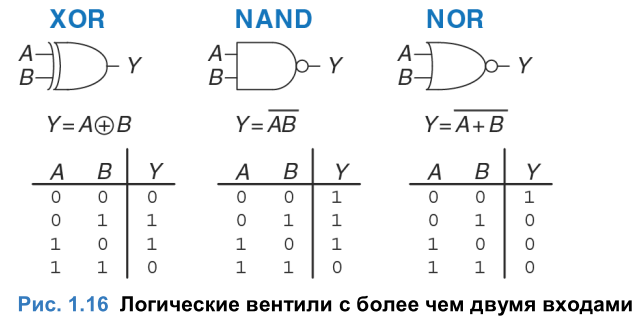 XOR NAND NOR
A B Y A B Y A B Y
Y = A⊕B Y = \overline{AB} Y = \overline{A + B}
A B Y A B Y A B Y
0 0 0 0 0 1 0 0 1
0 1 1 0 1 1 0 1 0
1 0 1 1 0 1 1 0 0
1 1 0 1 1 0 1 1 0
Рис. 1.16 Логические вентили с более чем двумя входами